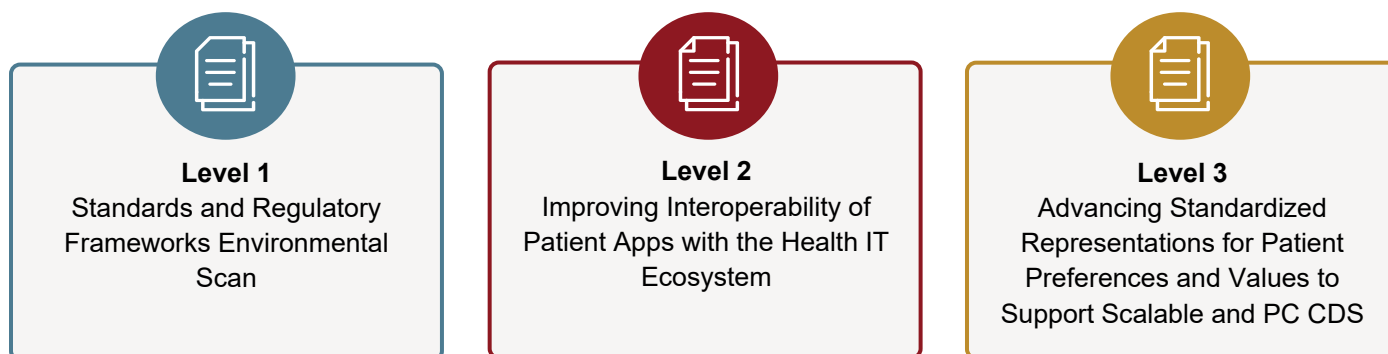 Level 1
Standards and Regulatory
Frameworks Environmental
Scan
Level 2
Improving Interoperability of
Patient Apps with the Health IT
Ecosystem
Level 3
Advancing Standardized
Representations for Patient
Preferences and Values to
Support Scalable and PC CDS